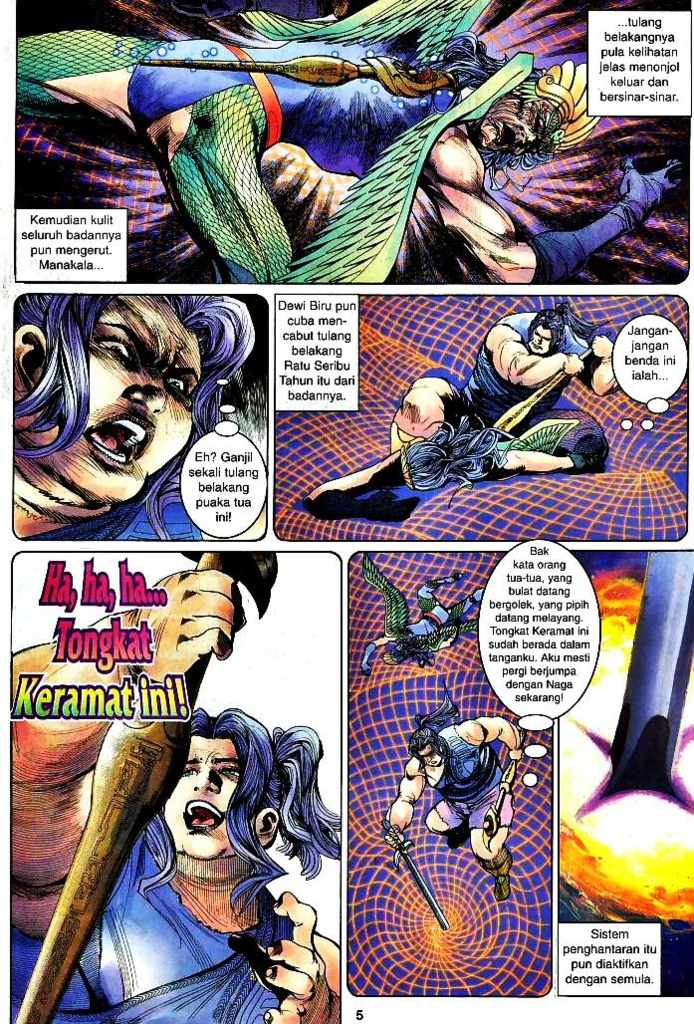 Kemudian kulit
seluruh badannya
pun mengerut.
Manakala...
...tulang
belakangnya
pula kelihatan
jelas menonjol
keluar dan
bersinar-sinar.
Eh? Ganjil
sekali tulang
belakang
puaka tua
ini!
Dewi Biru pun
cuba men-
cabut tulang
belakang
Ratu Seribu
Tahun itu dari
badannya.
Jangan-
jangan
benda ini
ialah...
Ha, ha, ha...
Tongkat
Keramat ini!
Bak
kata orang
tua-tua, yang
bulat datang
bergolek, yang pipih
datang melayang.
Tongkat Keramat ini
sudah berada dalam
tanganku. Aku mesti
pergi berjumpa
dengan Naga
sekarang!
Sistem
penghantaran itu
pun diaktifkan
dengan semula.
5